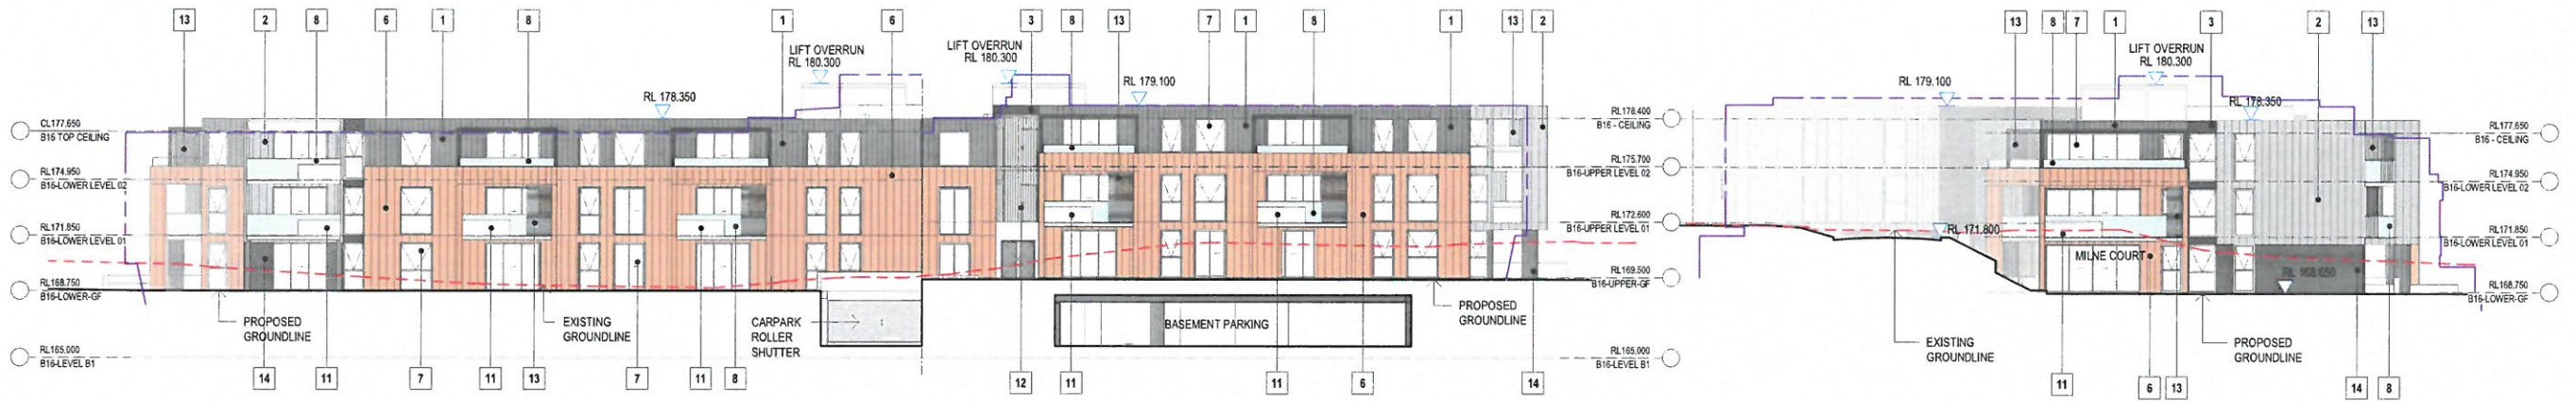 13 2 8 6 1 8 1 6 3 8 13 7 1 8 1 13 2
13 8 7 1 3 2 13
LIFT OVERRUN
RL 180.300
LIFT OVERRUN
RL 180.300
RL 178.350
RL 179.100
CL177.650
B16 TOP CEILING
RL174.950
B16-LOWER LEVEL 02
RL171.850
B16-LOWER LEVEL 01
RL168.750
B16-LOWER-GF
RL165.000
B16-LEVEL B1
RL178.400
B16 - CEILING
RL175.700
B16-UPPER LEVEL 02
RL172.600
B16-UPPER LEVEL 01
RL169.500
B16-UPPER-GF
RL165.000
B16-LEVEL B1
PROPOSED
GROUNDLINE
EXISTING
GROUNDLINE
CARPARK
ROLLER
SHUTTER
BASEMENT PARKING
PROPOSED
GROUNDLINE
14 11 7 11 13 7 11 8 12 11 11 6 14
LIFT OVERRUN
RL 180.300
RL 179.100
RL 178.350
RL 171.800
MILNE COURT
RL 168.650
RL177.650
B16 - CEILING
RL174.950
B16-LOWER LEVEL 02
RL171.850
B16-LOWER LEVEL 01
RL168.750
B16-LOWER-GF
EXISTING
GROUNDLINE
PROPOSED
GROUNDLINE
11 6 13 14 8